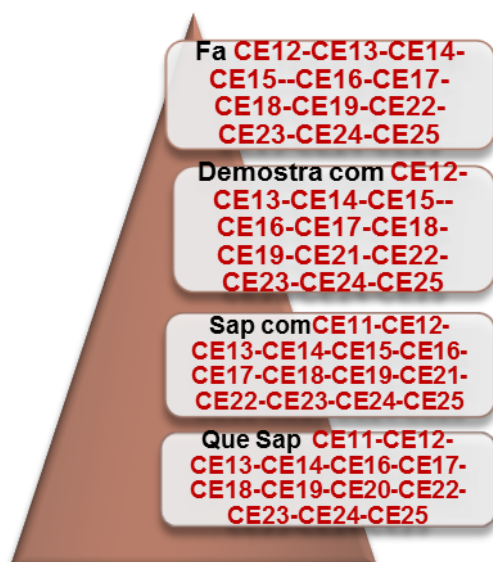 Fa CE12-CE13-CE14-
CE15--CE16-CE17-
CE18-CE19-CE22-
CE23-CE24-CE25
Demostra com CE12-
CE13-CE14-CE15--
CE16-CE17-CE18-
CE19-CE21-CE22-
CE23-CE24-CE25
Sap comCE11-CE12-
CE13-CE14-CE15-CE16-
CE17-CE18-CE19-CE21-
CE22-CE23-CE24-CE25
Que Sap CE11-CE12-
CE13-CE14-CE16-CE17-
CE18-CE19-CE20-CE22-
CE23-CE24-CE25